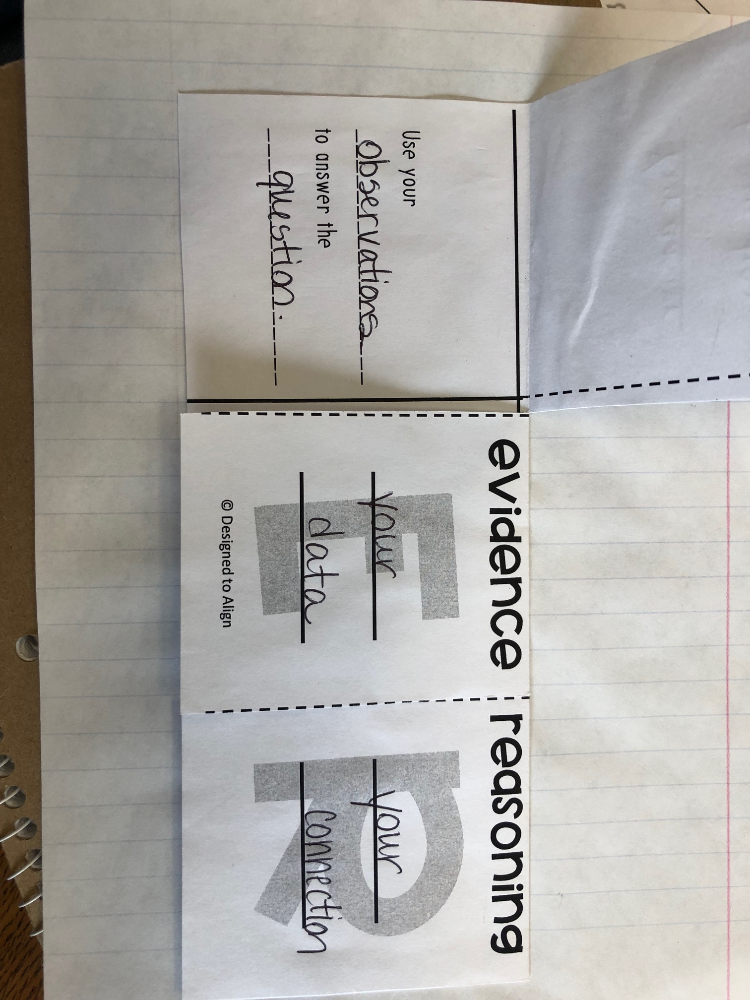 Use your
observations
to answer the
question.
evidence
E
your
data
© Designed to Align
reasoning
R
your
connection